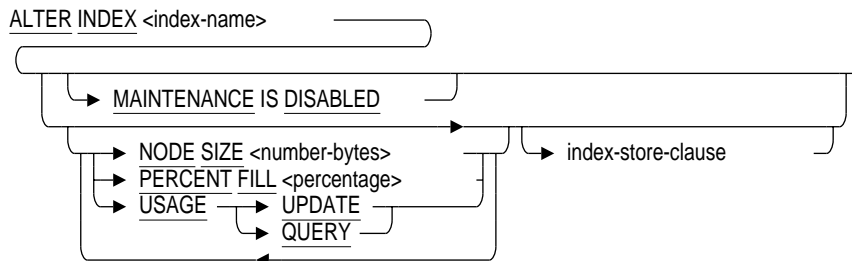 ALTER INDEX <index-name>
MAINTENANCE IS DISABLED
NODE SIZE <number-bytes>
index-store-clause
PERCENT FILL <percentage>
USAGE UPDATE
QUERY